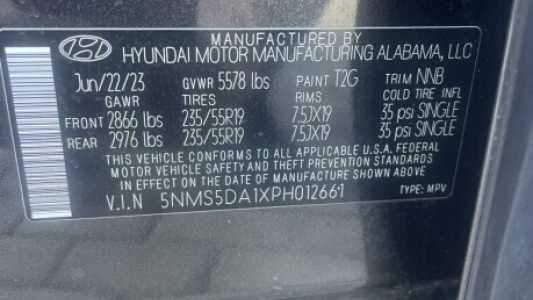 MANUFACTURED BY
HYUNDAI MOTOR MANUFACTURING ALABAMA, LLC
Jun/22/23 GVWR 5578 lbs PAINT T2G TRIM NNB
GAWR TIRES RIMS COLD TIRE INFL
FRONT 2866 lbs 235/55R19 7.5JX19 35 psi SINGLE
REAR 2976 lbs 235/55R19 7.5JX19 35 psi SINGLE
THIS VEHICLE CONFORMS TO ALL APPLICABLE U.S.A. FEDERAL
MOTOR VEHICLE SAFETY AND THEFT PREVENTION STANDARDS
IN EFFECT ON THE DATE OF MANUFACTURE SHOWN ABOVE.
V.I.N 5NMS5DA1XPH012661 TYPE: MPV